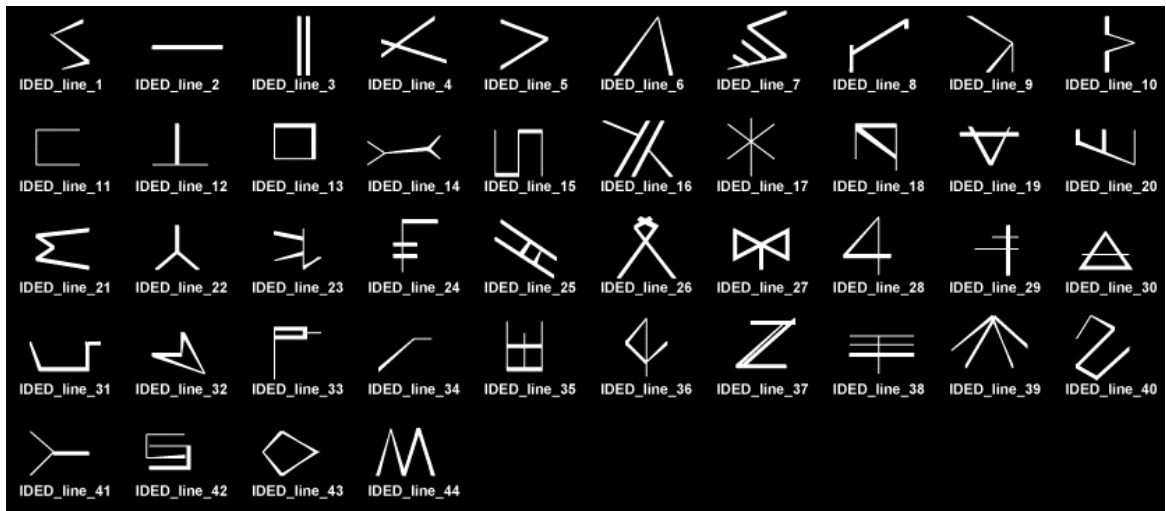 IDED_line_1 IDED_line_2 IDED_line_3 IDED_line_4 IDED_line_5 IDED_line_6 IDED_line_7 IDED_line_8 IDED_line_9 IDED_line_10
IDED_line_11 IDED_line_12 IDED_line_13 IDED_line_14 IDED_line_15 IDED_line_16 IDED_line_17 IDED_line_18 IDED_line_19 IDED_line_20
IDED_line_21 IDED_line_22 IDED_line_23 IDED_line_24 IDED_line_25 IDED_line_26 IDED_line_27 IDED_line_28 IDED_line_29 IDED_line_30
IDED_line_31 IDED_line_32 IDED_line_33 IDED_line_34 IDED_line_35 IDED_line_36 IDED_line_37 IDED_line_38 IDED_line_39 IDED_line_40
IDED_line_41 IDED_line_42 IDED_line_43 IDED_line_44